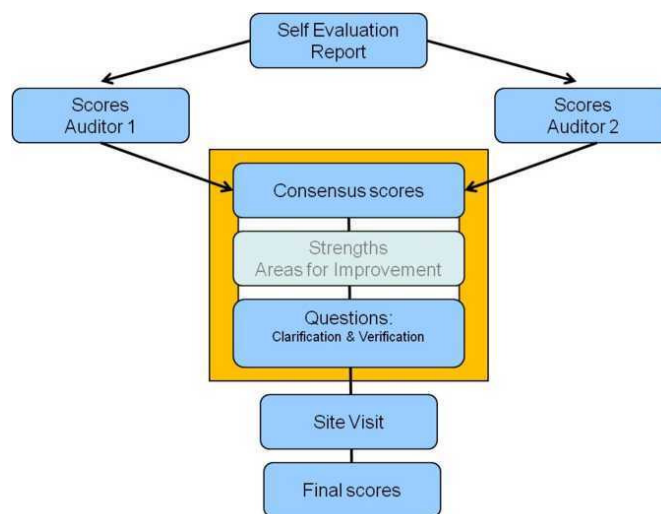 Self Evaluation
Report
Scores
Auditor 1
Scores
Auditor 2
Consensus scores
Strengths
Areas for Improvement
Questions:
Clarification & Verification
Site Visit
Final scores